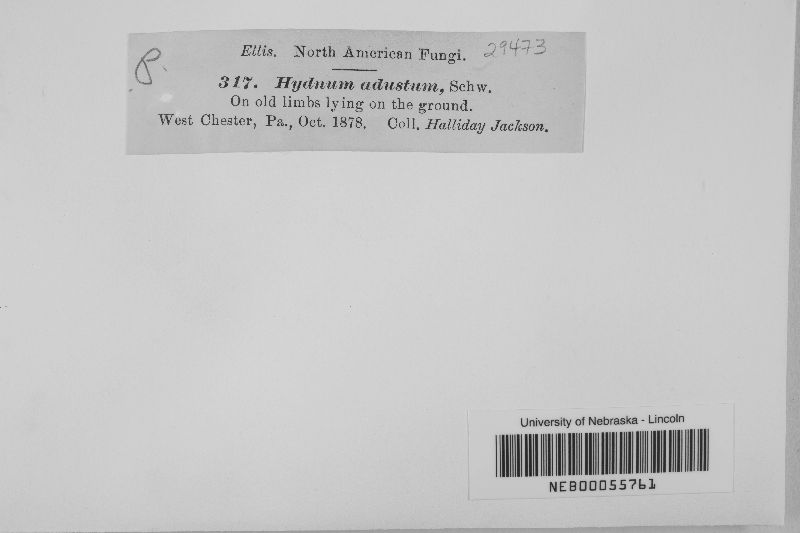 P.
Ellis. North American Fungi. 29473
317. Hydnum adustum, Schw.
On old limbs lying on the ground.
West Chester, Pa., Oct. 1878. Coll. Halliday Jackson.
University of Nebraska - Lincoln
NEB00055761